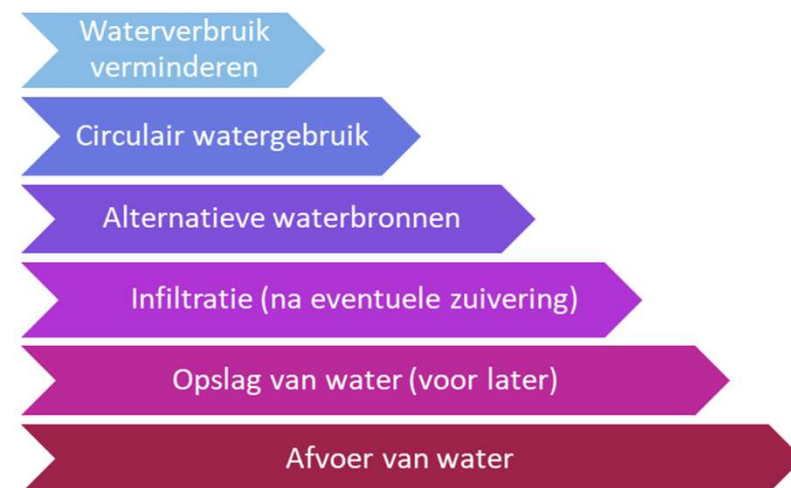 Waterverbruik
verminderen
Circulair watergebruik
Alternatieve waterbronnen
Infiltratie (na eventuele zuivering)
Opslag van water (voor later)
Afvoer van water